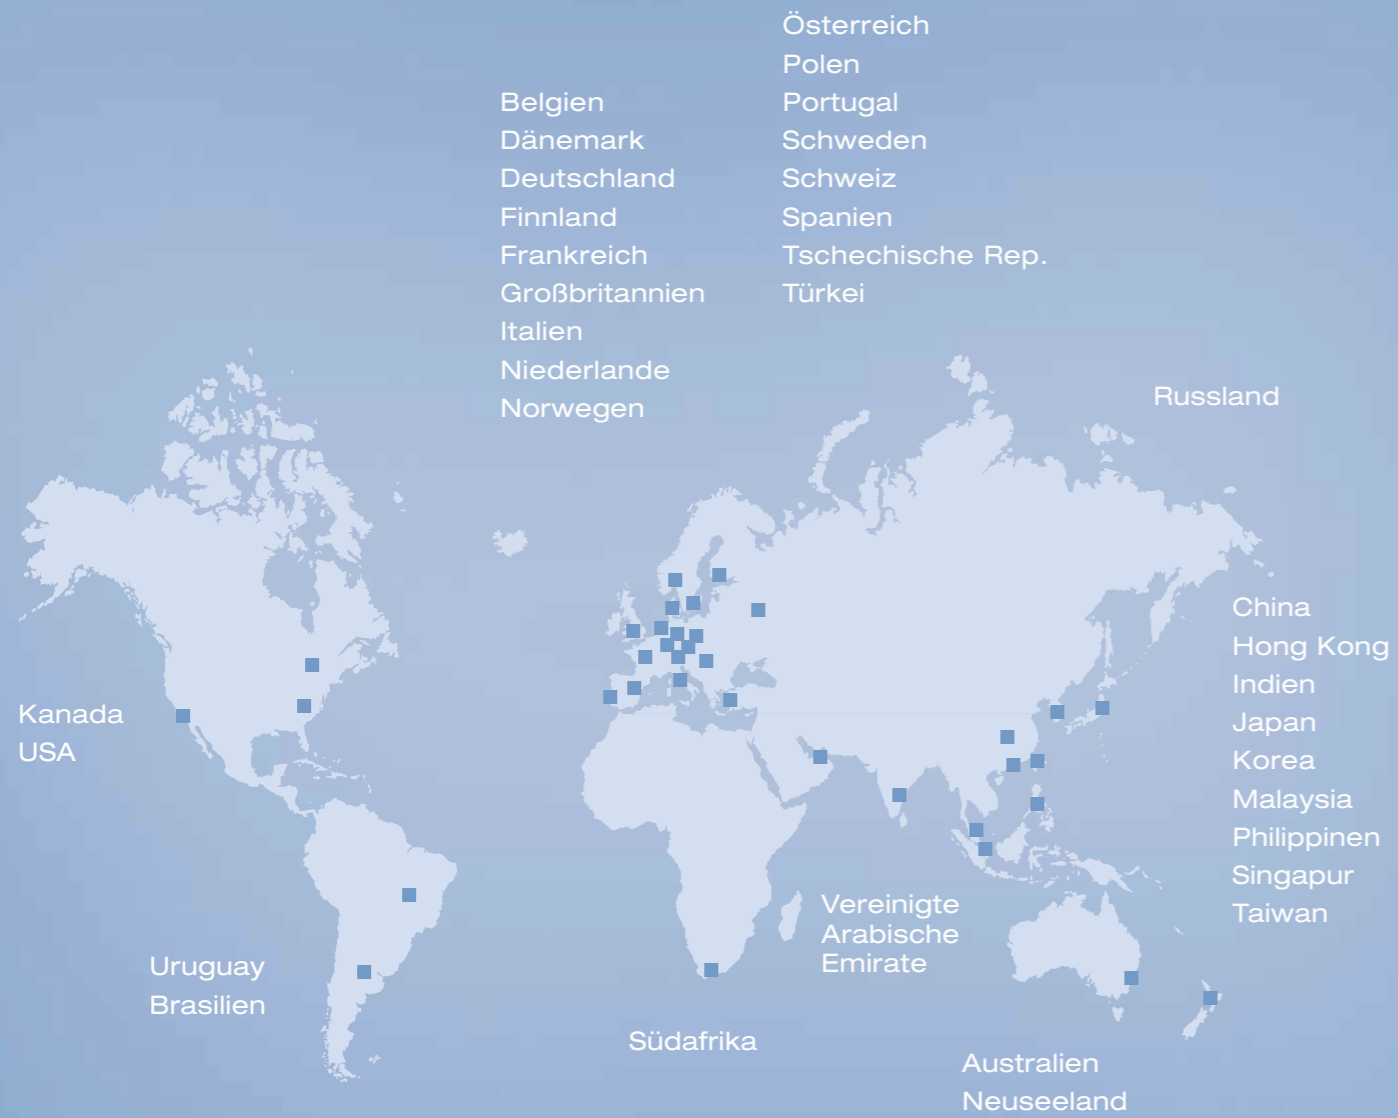 Belgien
Dänemark
Deutschland
Finnland
Frankreich
Großbritannien
Italien
Niederlande
Norwegen
Österreich
Polen
Portugal
Schweden
Schweiz
Spanien
Tschechische Rep.
Türkei
Russland
Kanada
USA
China
Hong Kong
Indien
Japan
Korea
Malaysia
Philippinen
Singapur
Taiwan
Vereinigte
Arabische
Emirate
Uruguay
Brasilien
Südafrika
Australien
Neuseeland